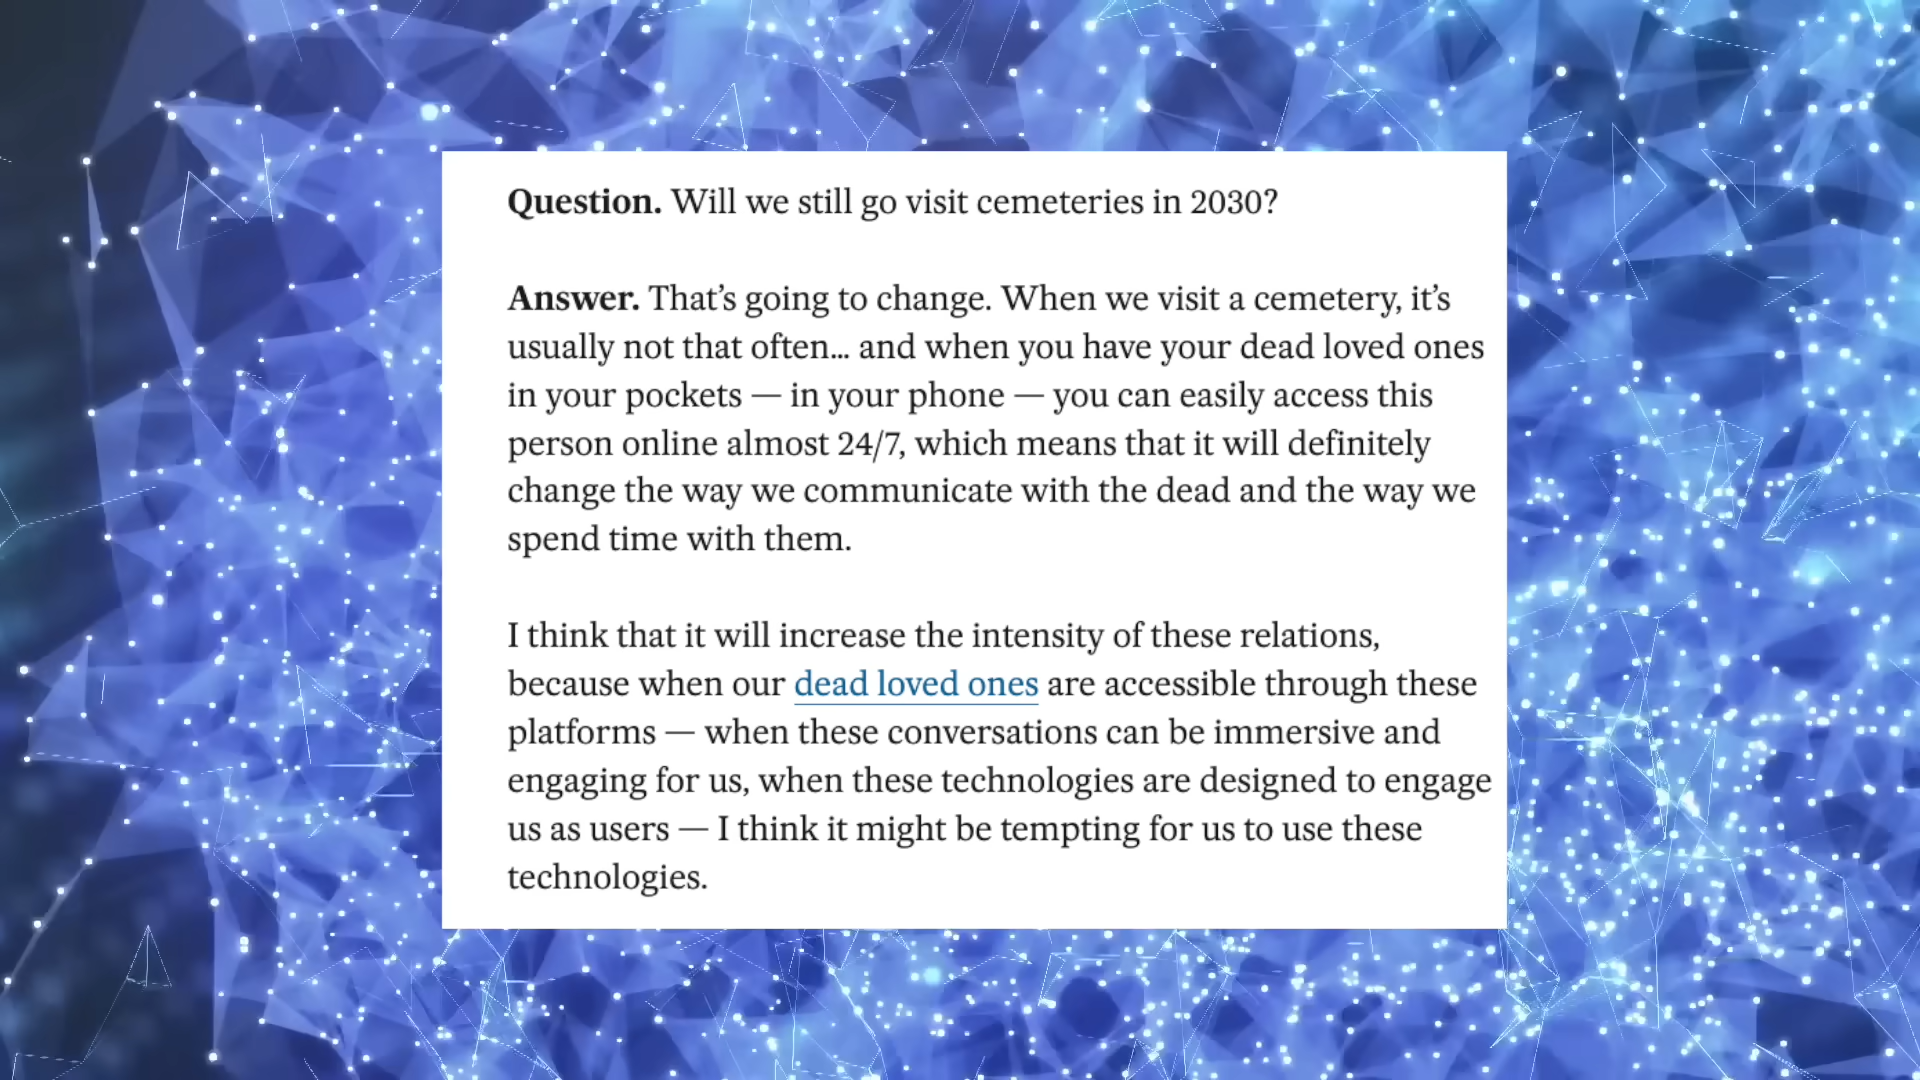 Question. Will we still go visit cemeteries in 2030?
Answer. That’s going to change. When we visit a cemetery, it’s
usually not that often... and when you have your dead loved ones
in your pockets — in your phone — you can easily access this
person online almost 24/7, which means that it will definitely
change the way we communicate with the dead and the way we
spend time with them.
I think that it will increase the intensity of these relations,
because when our dead loved ones are accessible through these
platforms — when these conversations can be immersive and
engaging for us, when these technologies are designed to engage
us as users — I think it might be tempting for us to use these
technologies.